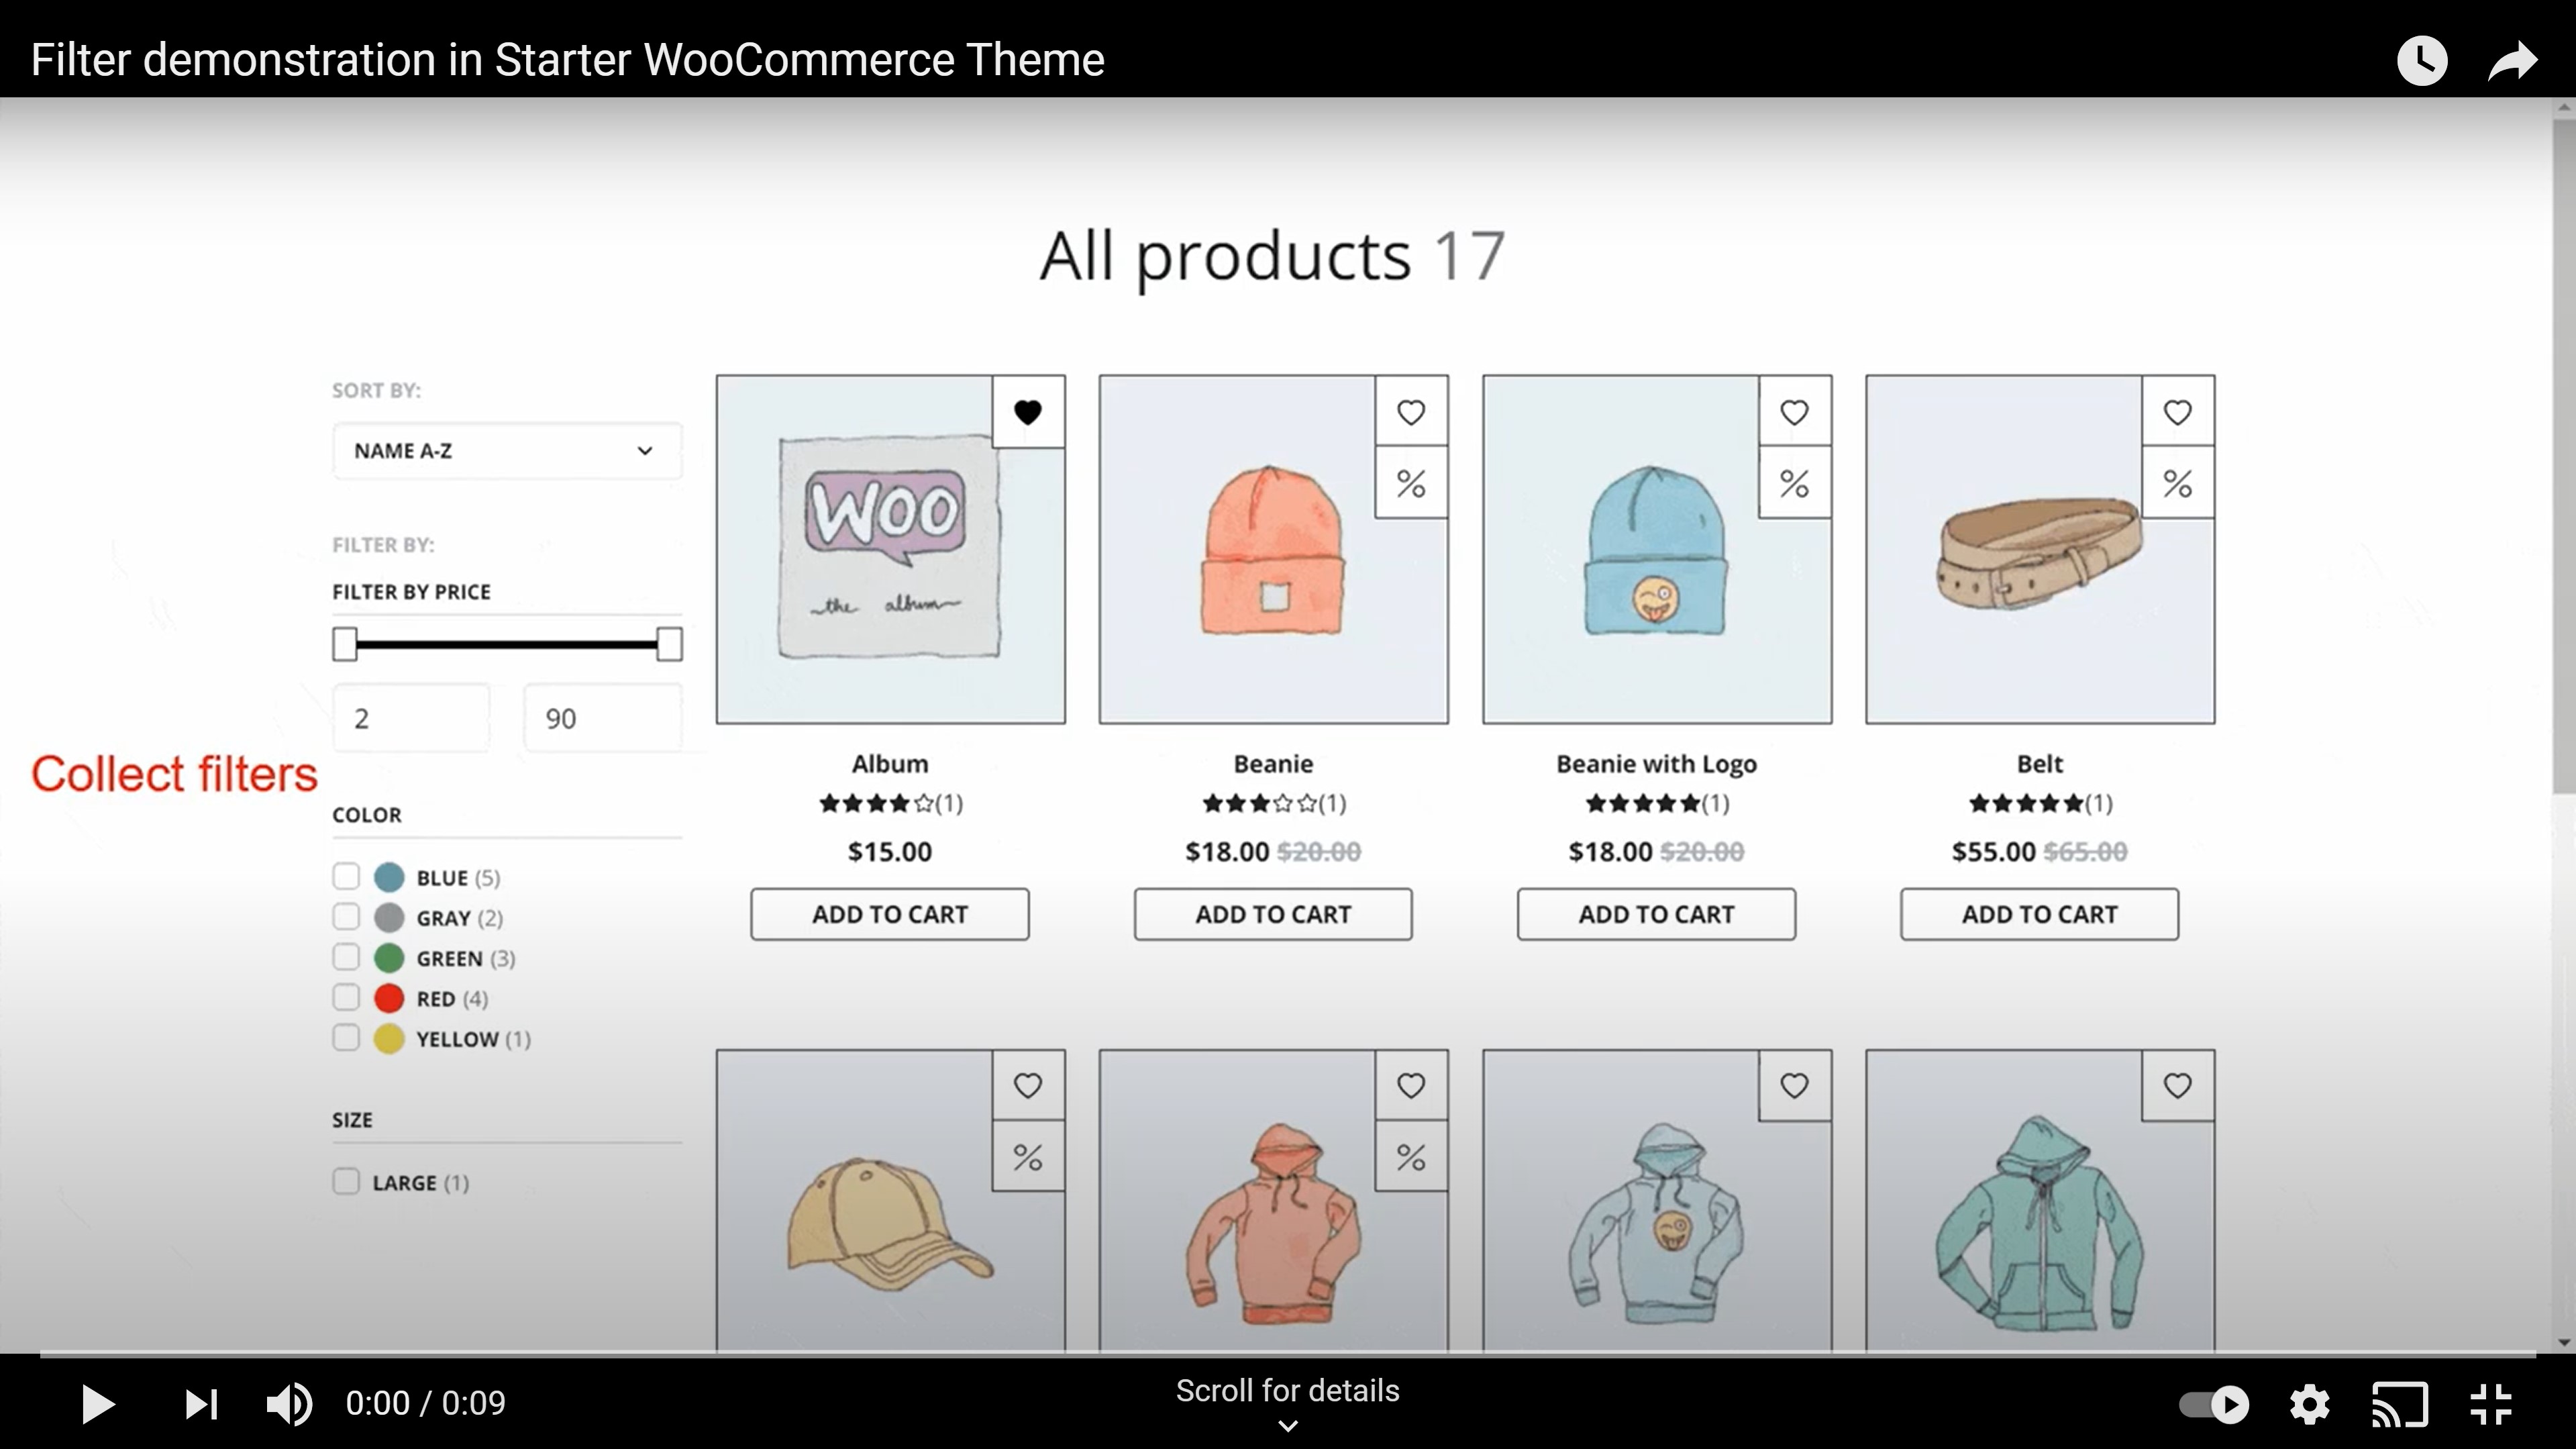 Filter demonstration in Starter WooCommerce Theme
All products 17
SORT BY:
NAME A-Z
FILTER BY:
FILTER BY PRICE
2 90
Collect filters
COLOR
BLUE (5)
GRAY (2)
GREEN (3)
RED (4)
YELLOW (1)
SIZE
LARGE (1)
WOO
the album
%
%
%
Album Beanie Beanie with Logo Belt
(1) (1) (1) (1)
$15.00 $18.00 $20.00 $18.00 $20.00 $55.00 $65.00
ADD TO CART ADD TO CART ADD TO CART ADD TO CART
%
%
0:00 / 0:09
Scroll for details